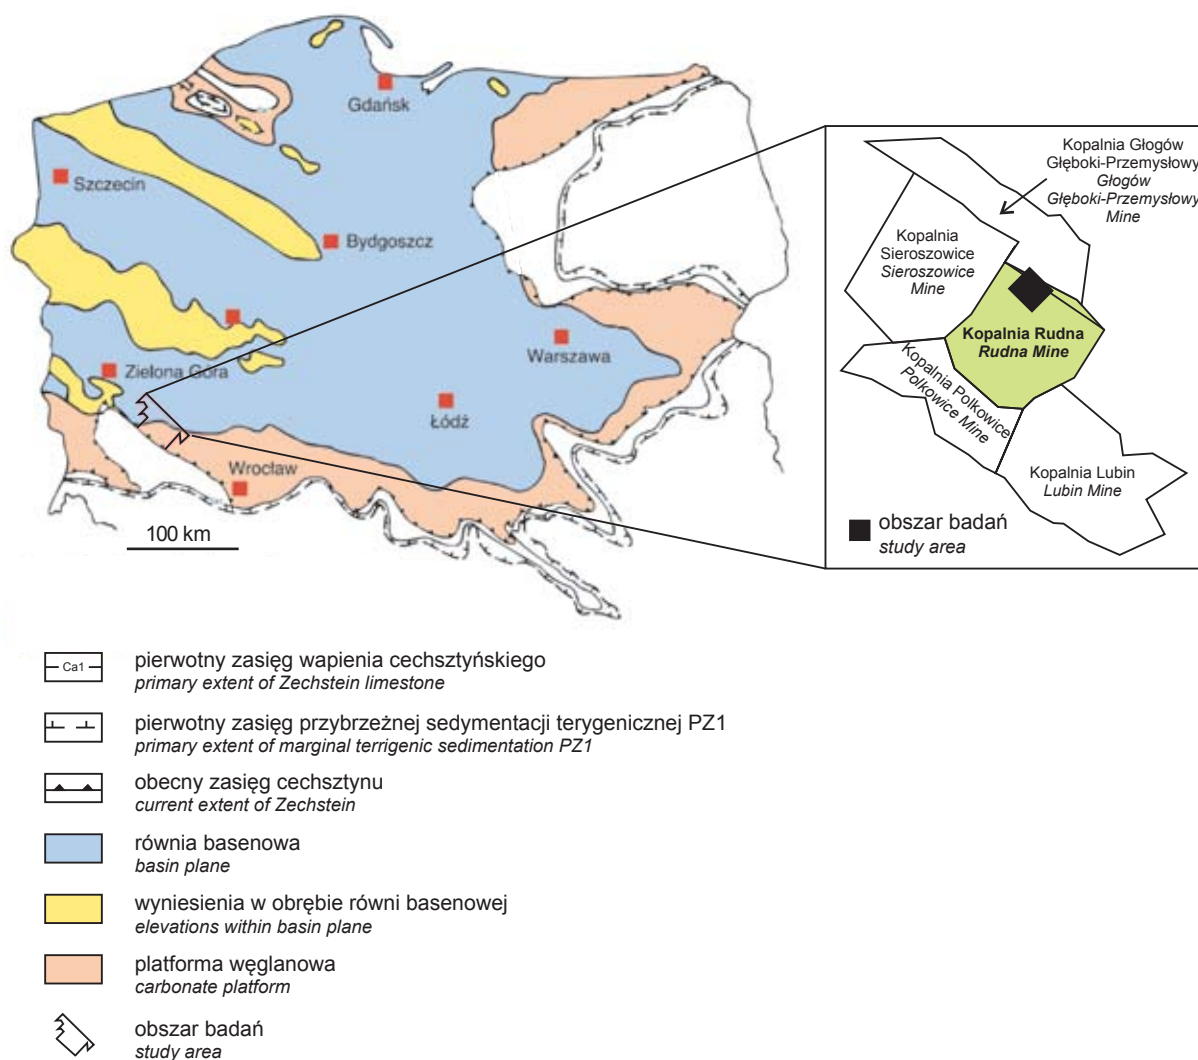 Gdańsk
Szczecin
Bydgoszcz
Warszawa
Zielona Góra
Łódź
Wrocław
100 km
Kopalnia Głogów
Głęboki-Przemysłowy
Głogów
Głęboki-Przemysłowy
Mine
Kopalnia
Sieroszowice
Sieroszowice
Mine
Kopalnia Rudna
Rudna Mine
Kopalnia Polkowice
Polkowice Mine
Kopalnia Lubin
Lubin Mine
obszar badań
study area
Ca1
pierwotny zasięg wapienia cechsztyńskiego
primary extent of Zechstein limestone
pierwotny zasięg przybrzeżnej sedymentacji terygenicznej PZ1
primary extent of marginal terrigenic sedimentation PZ1
obecny zasięg cechsztynu
current extent of Zechstein
równia basenowa
basin plane
wyniesienia w obrębie równi basenowej
elevations within basin plane
platforma węglanowa
carbonate platform
obszar badań
study area